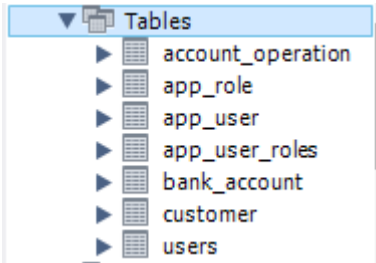 Tables
account_operation
app_role
app_user
app_user_roles
bank_account
customer
users